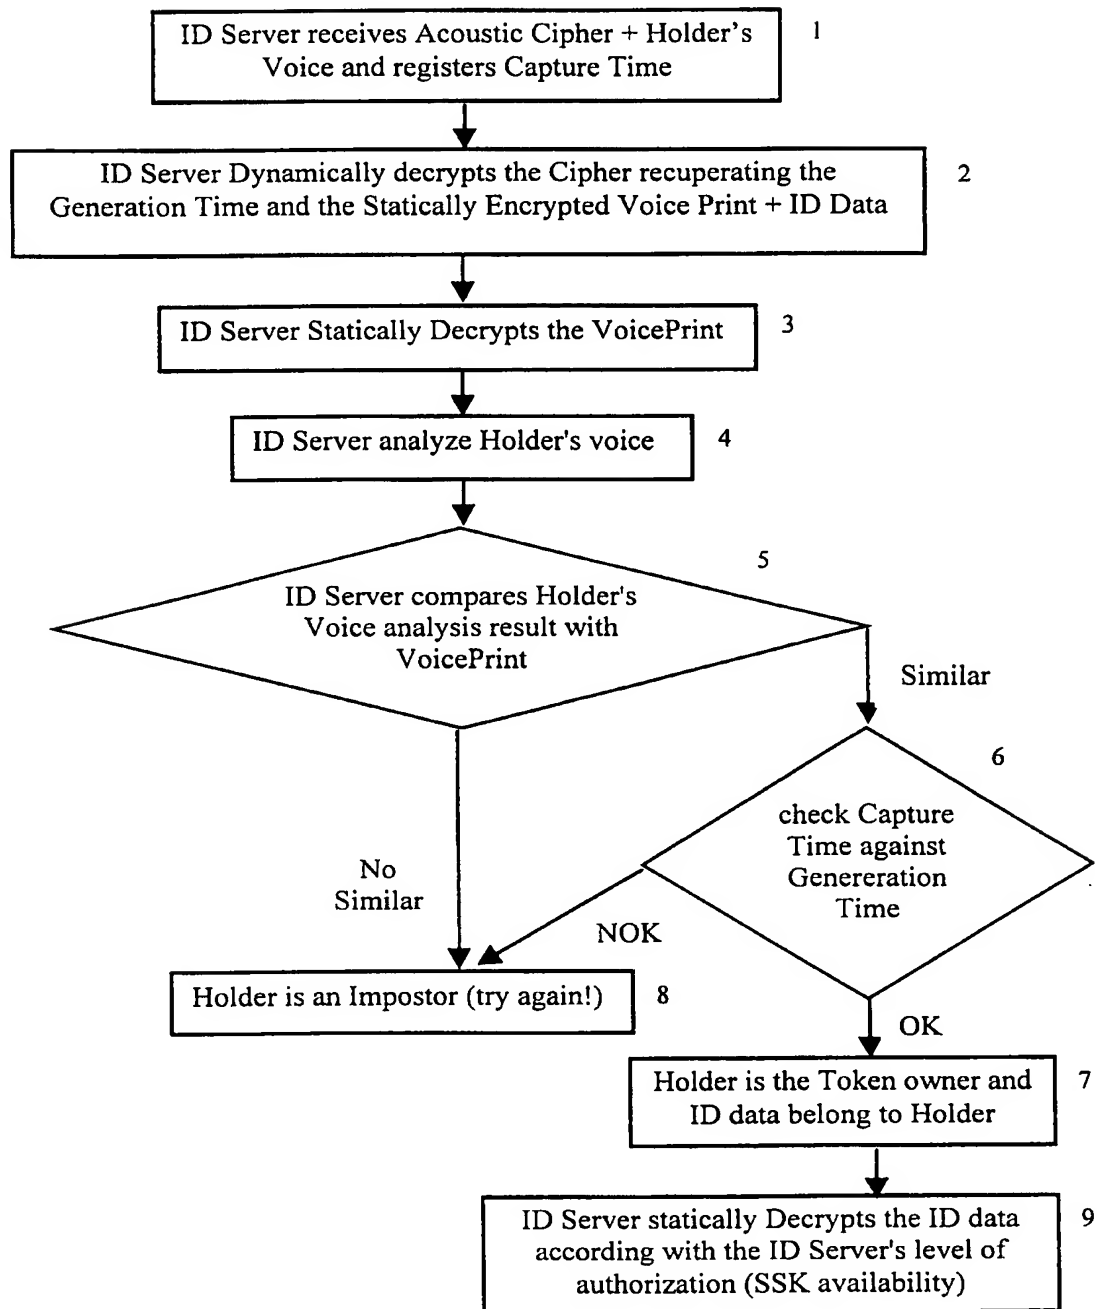 ID Server receives Acoustic Cipher + Holder's
Voice and registers Capture Time
1
ID Server Dynamically decrypts the Cipher recuperating the
Generation Time and the Statically Encrypted Voice Print + ID Data
2
ID Server Statically Decrypts the VoicePrint
3
ID Server analyze Holder's voice
4
5
ID Server compares Holder's
Voice analysis result with
VoicePrint
Similar
6
check Capture
Time against
Genereration
Time
No
Similar
NOK
Holder is an Impostor (try again!)
8
OK
Holder is the Token owner and
ID data belong to Holder
7
ID Server statically Decrypts the ID data
according with the ID Server's level of
authorization (SSK availability)
9